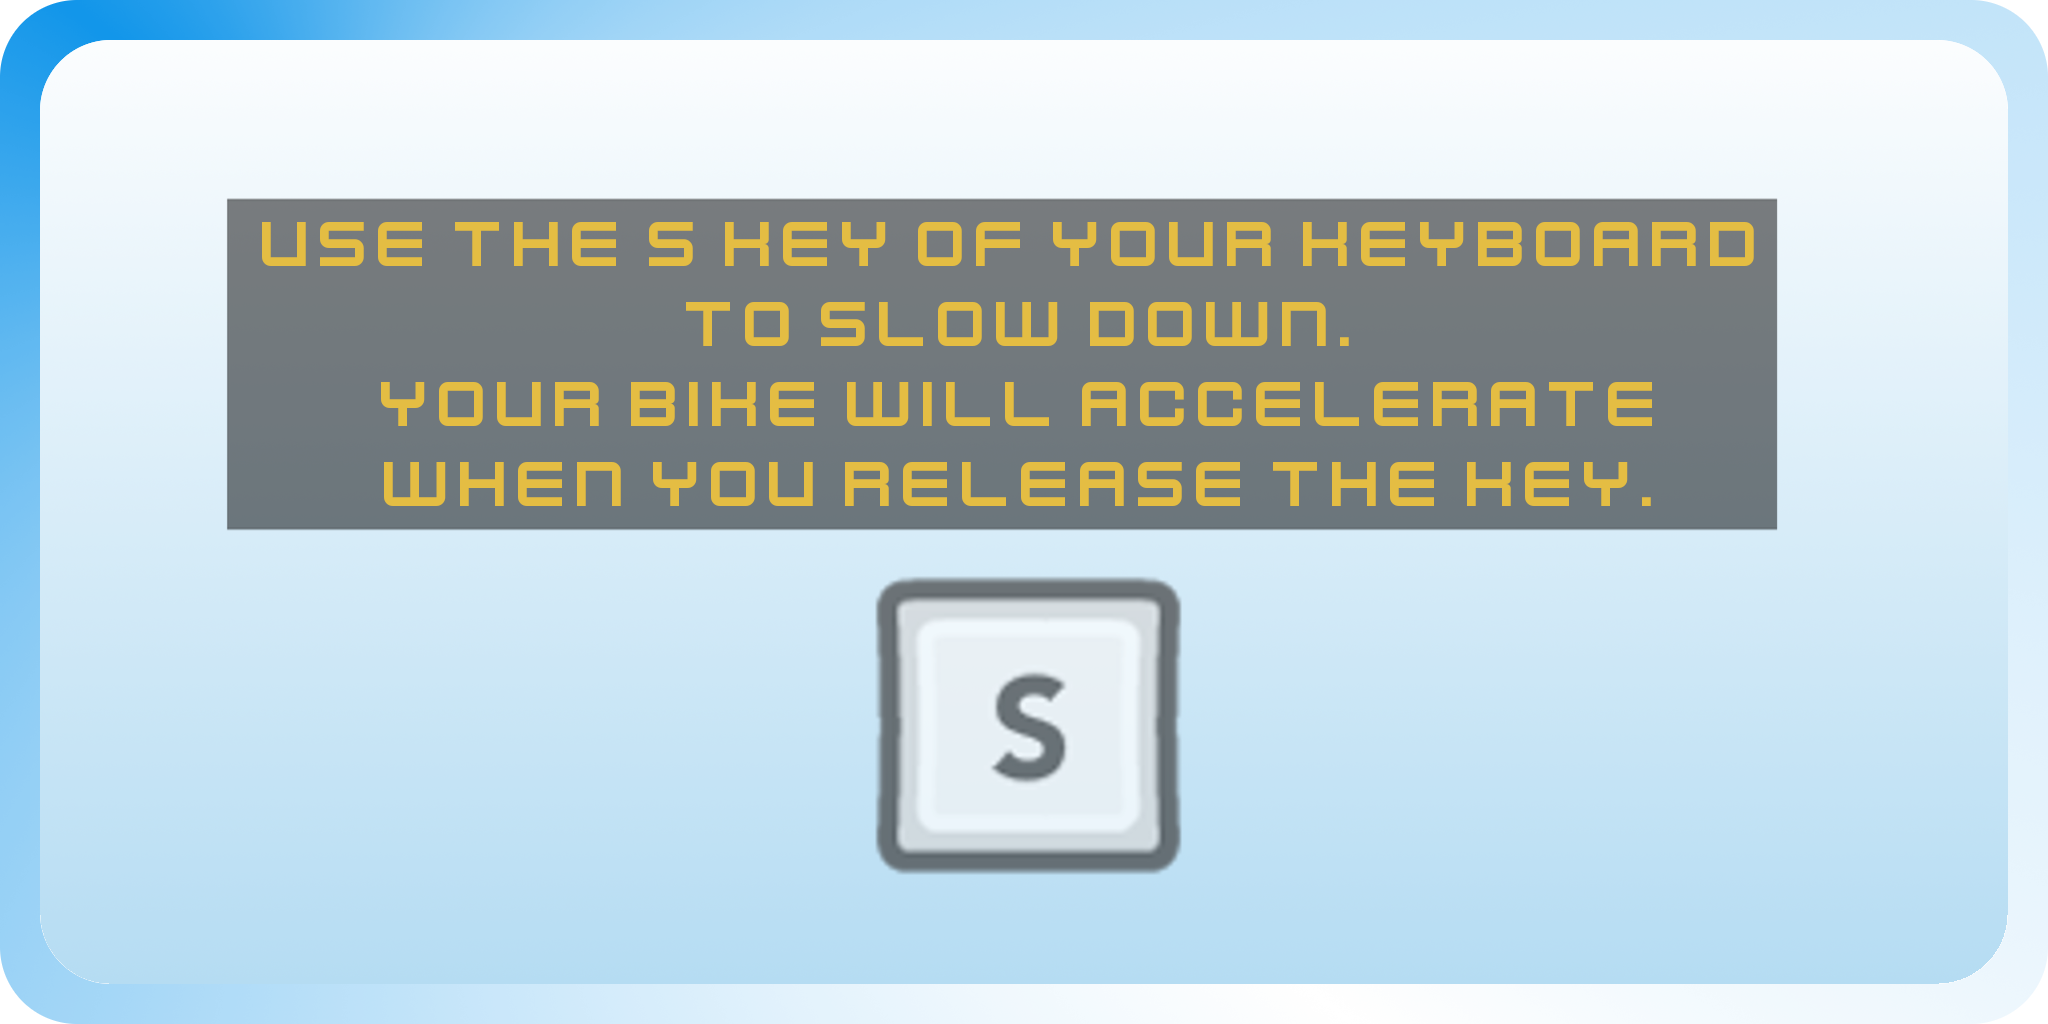 USE THE S KEY OF YOUR KEYBOARD
TO SLOW DOWN.
YOUR BIKE WILL ACCELERATE
WHEN YOU RELEASE THE KEY.
S